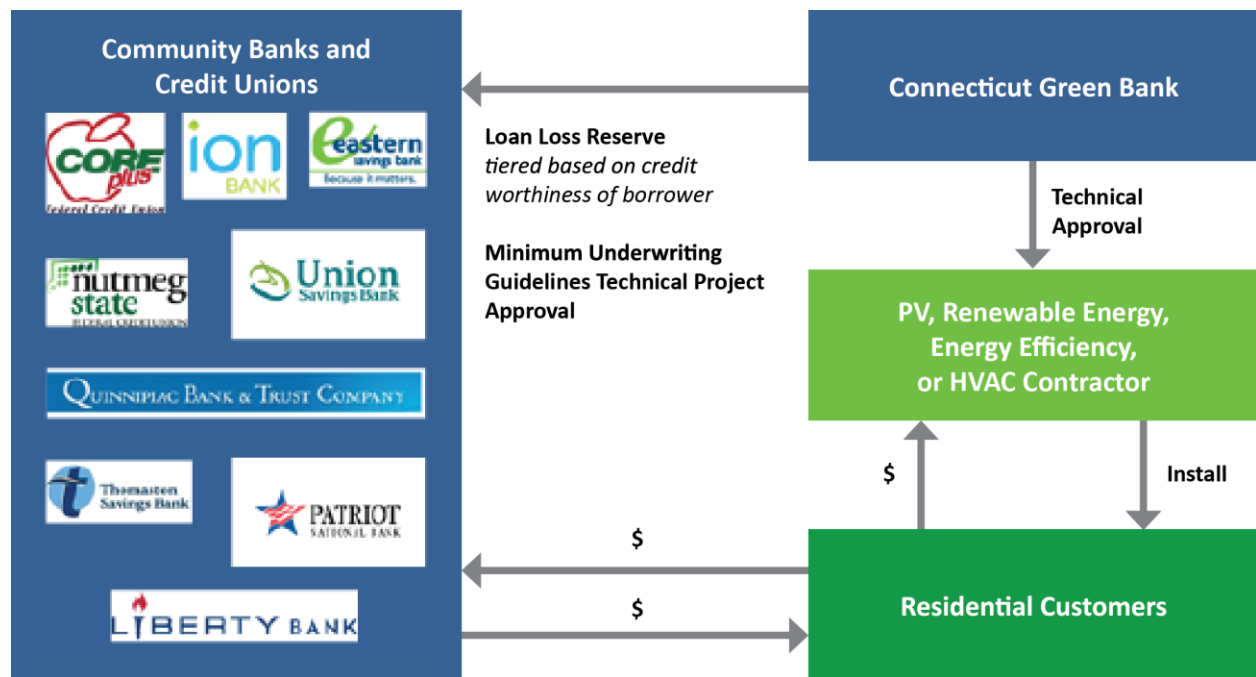 Community Banks and
Credit Unions
CORE
plus
Federal Credit Union
ion
BANK
eastern
savings bank
Because it matters.
nutmeg
state
FEDERAL CREDIT UNION
Union
Savings Bank
QUINNIPIAC BANK & TRUST COMPANY
Thomaston
Savings Bank
PATRIOT
NATIONAL BANK
LIBERTY BANK
Loan Loss Reserve
tiered based on credit
worthiness of borrower
Minimum Underwriting
Guidelines Technical Project
Approval
$
$
Connecticut Green Bank
Technical
Approval
PV, Renewable Energy,
Energy Efficiency,
or HVAC Contractor
$
Install
Residential Customers